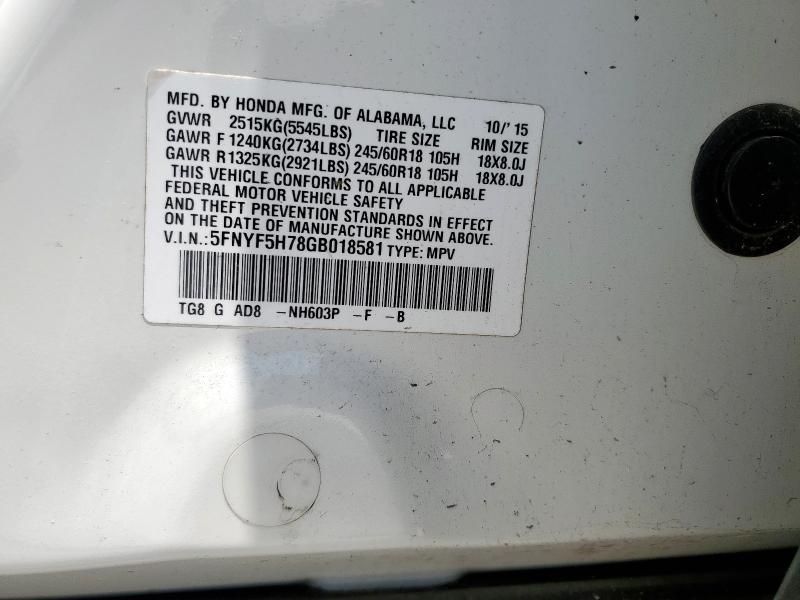 MFD. BY HONDA MFG. OF ALABAMA, LLC 10/'15
GVWR 2515KG(5545LBS) TIRE SIZE RIM SIZE
GAWR F 1240KG(2734LBS) 245/60R18 105H 18X8.0J
GAWR R 1325KG(2921LBS) 245/60R18 105H 18X8.0J
THIS VEHICLE CONFORMS TO ALL APPLICABLE
FEDERAL MOTOR VEHICLE SAFETY
AND THEFT PREVENTION STANDARDS IN EFFECT
ON THE DATE OF MANUFACTURE SHOWN ABOVE.
V.I.N.:5FNYF5H78GB018581 TYPE: MPV
TG8 G AD8 -NH603P -F -B